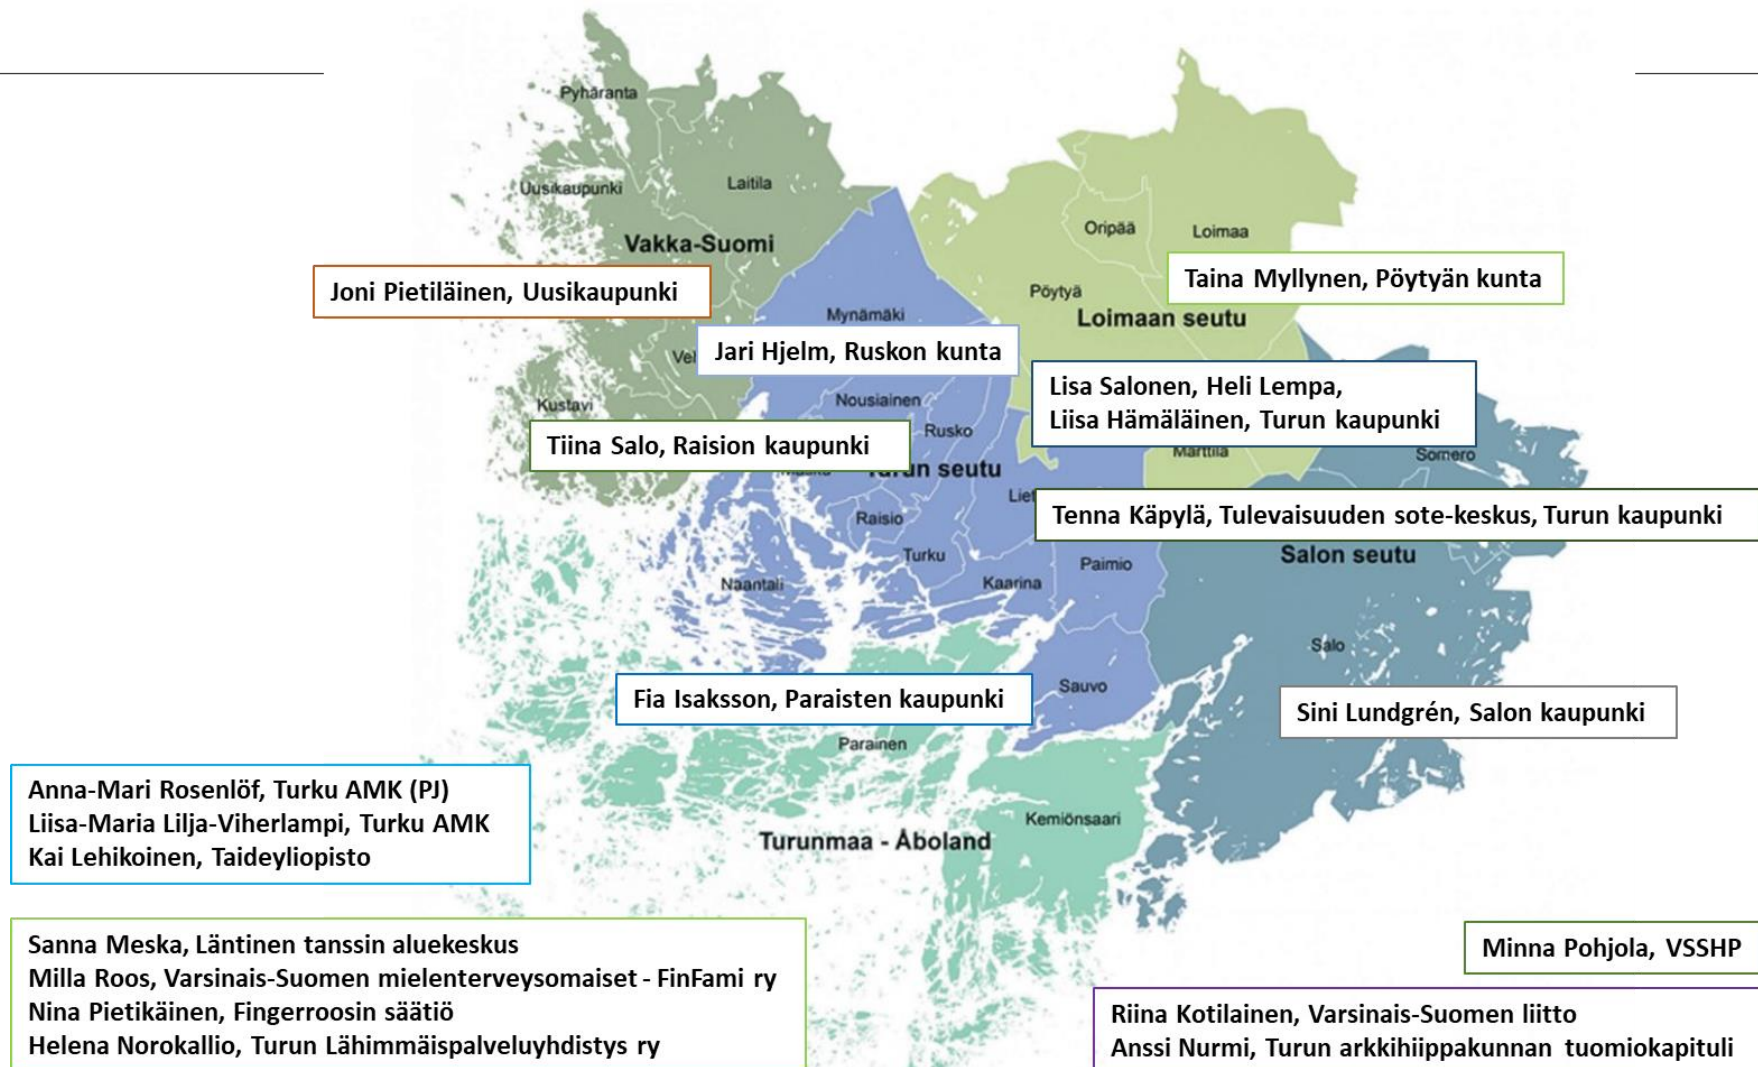 Pyhäranta
Uusikaupunki
Laitila
Vakka-Suomi
Oripää
Loimaa
Joni Pietiläinen, Uusikaupunki
Taina Myllynen, Pöytyän kunta
Pöytyä
Loimaan seutu
Mynämäki
Jari Hjelm, Ruskon kunta
Lisa Salonen, Heli Lempa,
Liisa Hämäläinen, Turun kaupunki
Kustavi
Nousiainen
Rusko
Tiina Salo, Raision kaupunki
Turun seutu
Marttila
Somero
Raisio
Tenna Käpylä, Tulevaisuuden sote-keskus, Turun kaupunki
Turku
Paimio
Salon seutu
Naantali
Kaarina
Salo
Sauvo
Fia Isaksson, Paraisten kaupunki
Sini Lundgrén, Salon kaupunki
Parainen
Kemiönsaari
Turunmaa - Åboland
Anna-Mari Rosenlöf, Turku AMK (PJ)
Liisa-Maria Lilja-Viherlampi, Turku AMK
Kai Lehikoinen, Taideyliopisto
Sanna Meska, Läntinen tanssin aluekeskus
Milla Roos, Varsinais-Suomen mielenterveysomaiset - FinFami ry
Nina Pietikäinen, Fingerroosin säätiö
Helena Norokallio, Turun Lähimmäispalveluyhdistys ry
Minna Pohjola, VSSHP
Riina Kotilainen, Varsinais-Suomen liitto
Anssi Nurmi, Turun arkkihiippakunnan tuomiokapituli